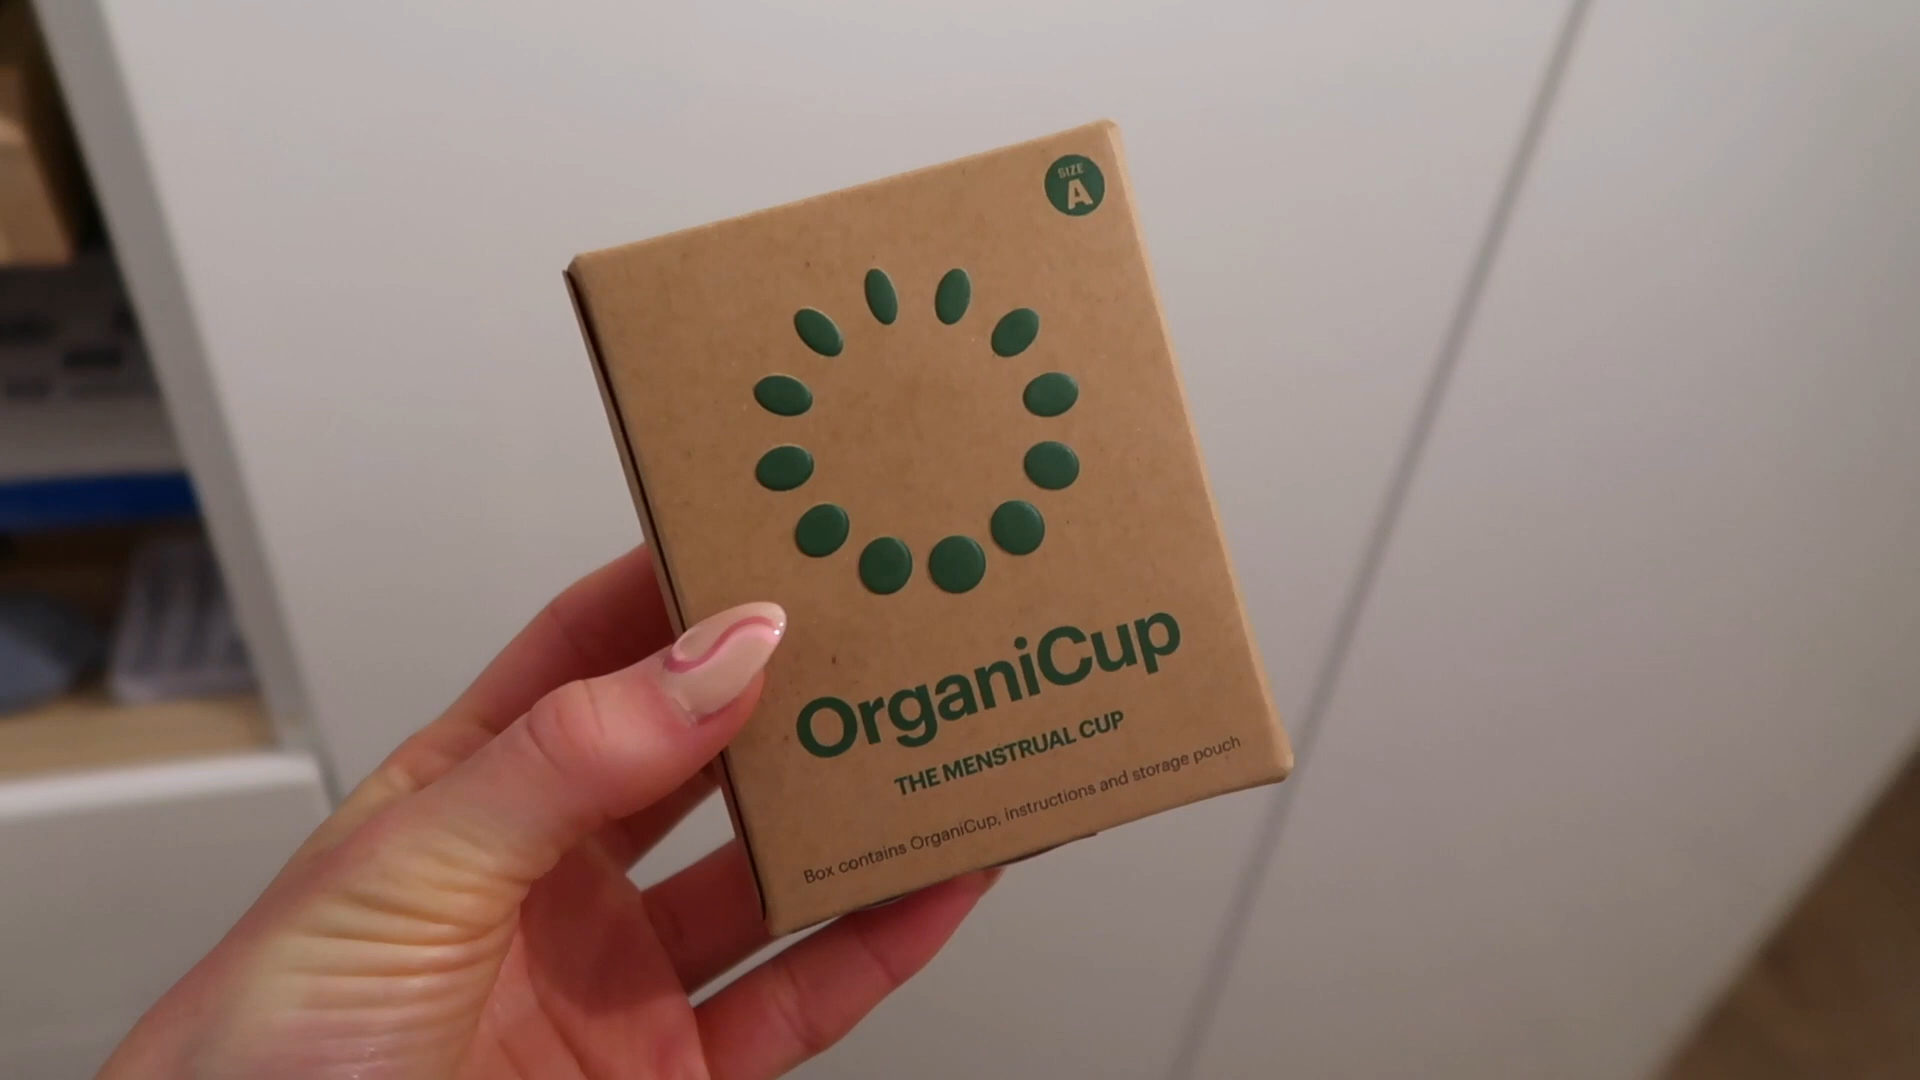 SIZE
A
OrganiCup
THE MENSTRUAL CUP
Box contains OrganiCup, instructions and storage pouch